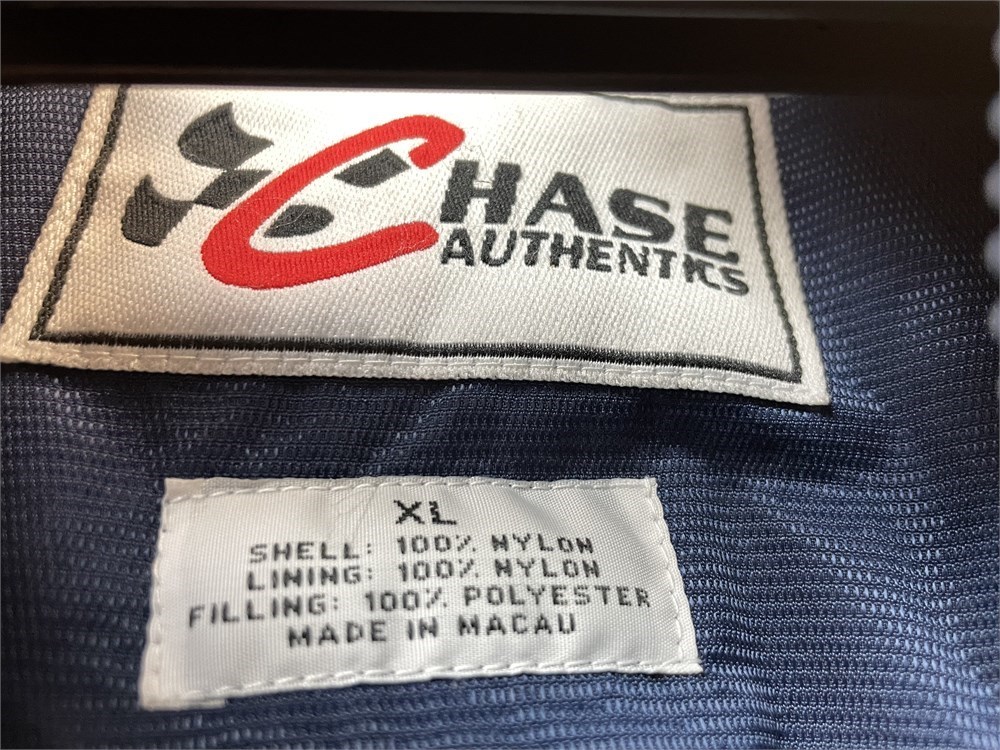 CHASE
AUTHENTICS
XL
SHELL: 100% NYLON
LINING: 100% NYLON
FILLING: 100% POLYESTER
MADE IN MACAU